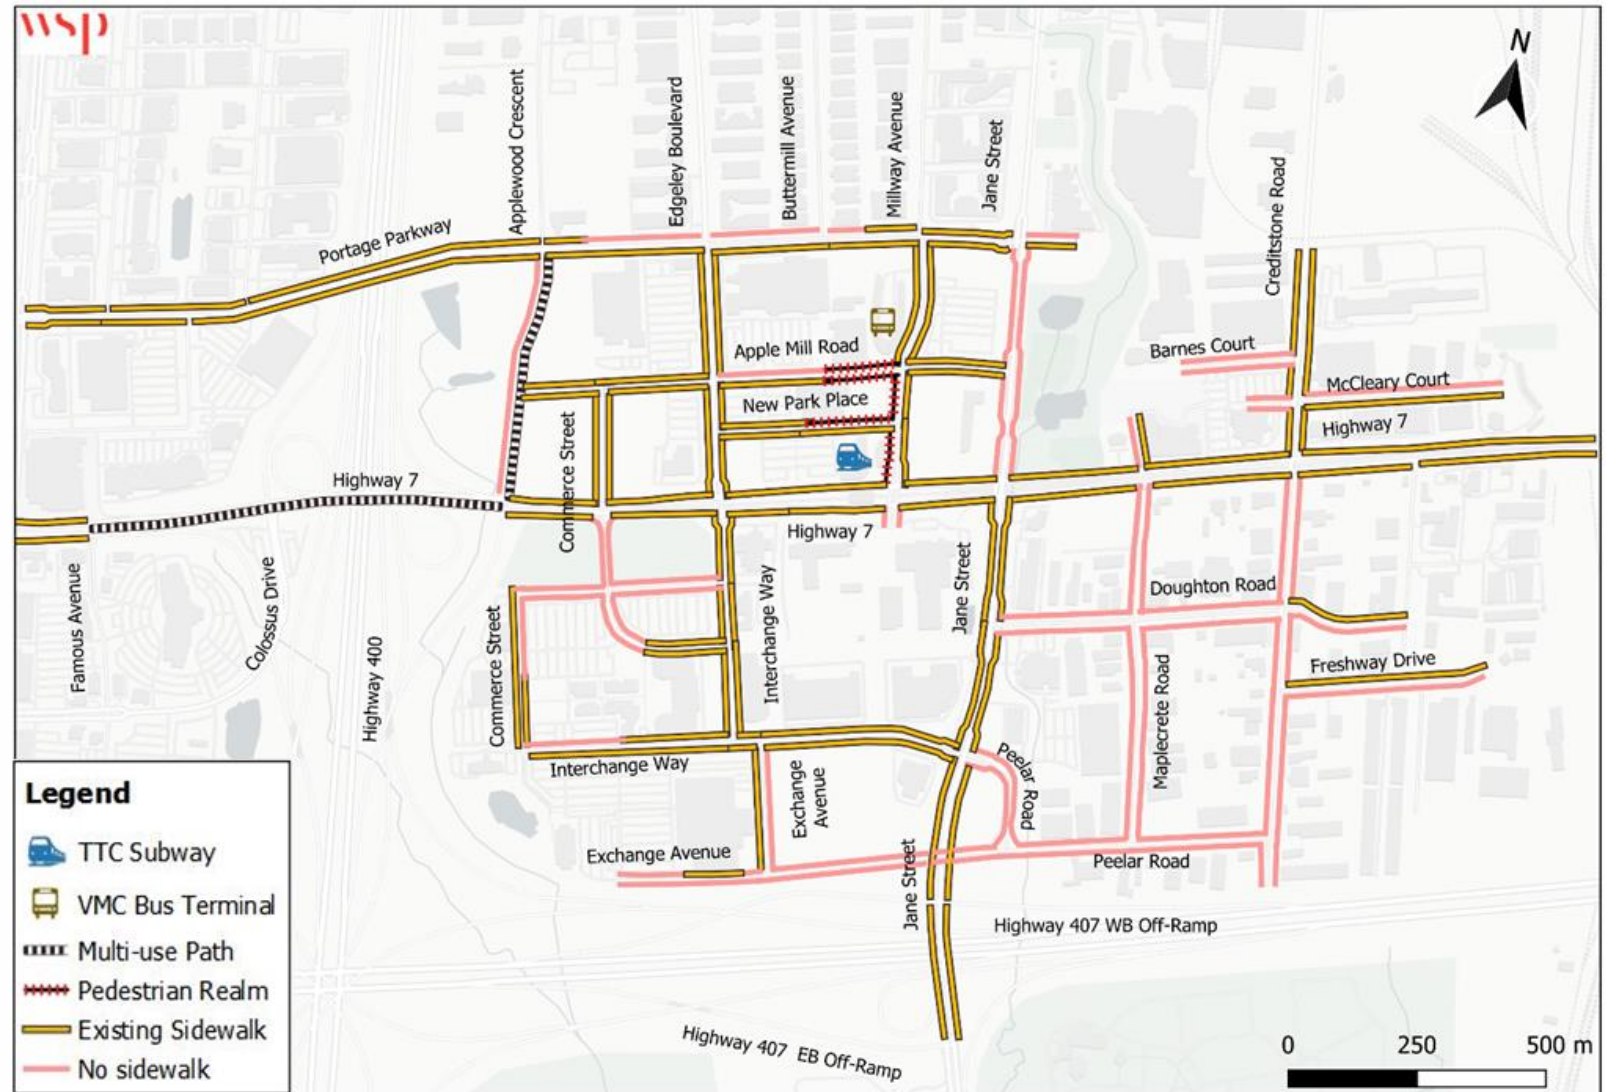 wsp
N
Applewood Crescent
Edgeley Boulevard
Buttermill Avenue
Millway Avenue
Jane Street
Creditstone Road
Portage Parkway
Apple Mill Road
Barnes Court
McCleary Court
New Park Place
Highway 7
Commerce Street
Highway 7
Highway 7
Famous Avenue
Colossus Drive
Highway 400
Commerce Street
Interchange Way
Jane Street
Doughton Road
Freshway Drive
Maplecrete Road
Interchange Way
Exchange
Avenue
Peelar Road
Exchange Avenue
Peelar Road
Jane Street
Highway 407 WB Off-Ramp
Highway 407 EB Off-Ramp
Legend
TTC Subway
VMC Bus Terminal
Multi-use Path
Pedestrian Realm
Existing Sidewalk
No sidewalk
0 250 500 m